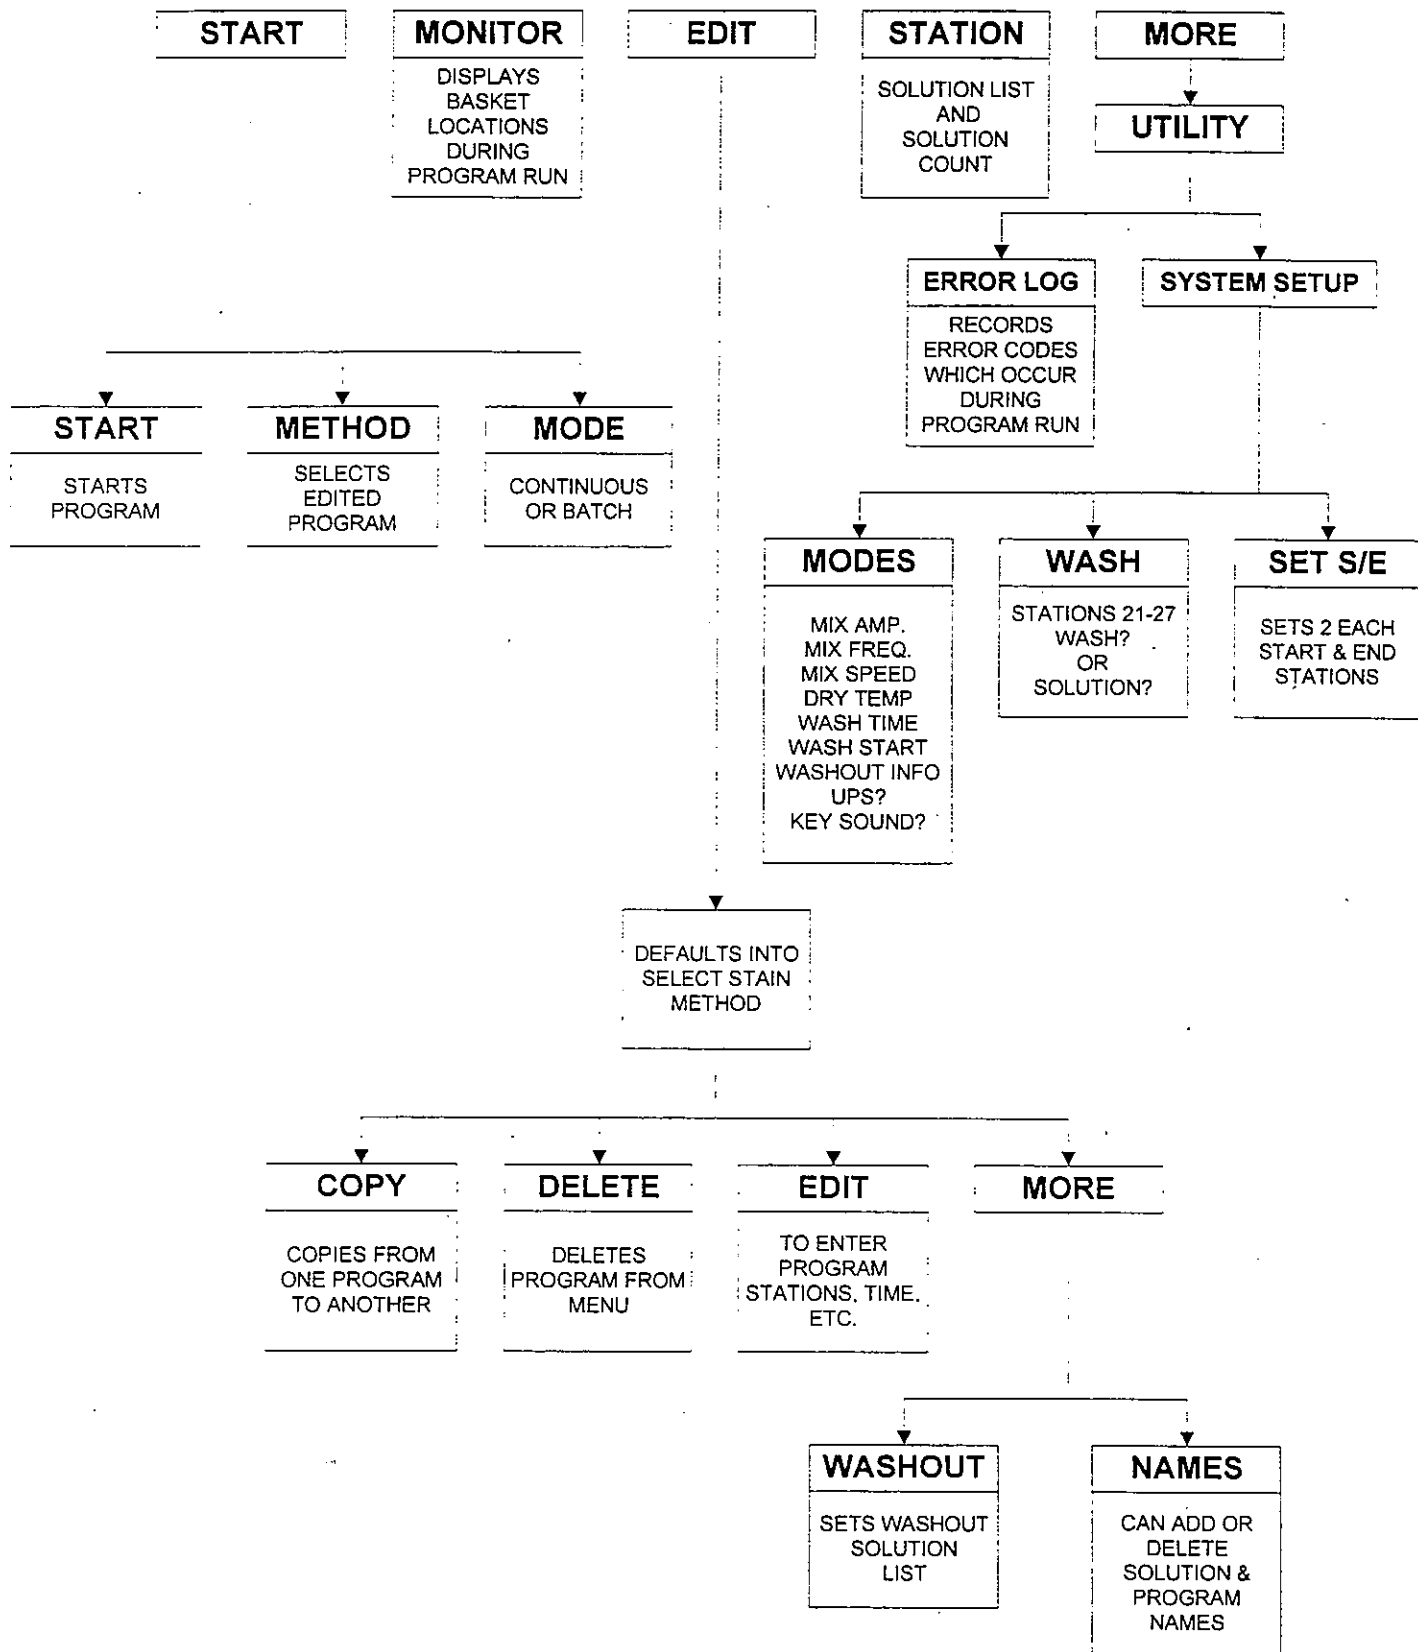 START
MONITOR
DISPLAYS
BASKET
LOCATIONS
DURING
PROGRAM RUN
EDIT
STATION
SOLUTION LIST
AND
SOLUTION
COUNT
MORE
UTILITY
ERROR LOG
RECORDS
ERROR CODES
WHICH OCCUR
DURING
PROGRAM RUN
SYSTEM SETUP
START
STARTS
PROGRAM
METHOD
SELECTS
EDITED
PROGRAM
MODE
CONTINUOUS
OR BATCH
MODES
MIX AMP.
MIX FREQ.
MIX SPEED
DRY TEMP
WASH TIME
WASH START
WASHOUT INFO
UPS?
KEY SOUND?
WASH
STATIONS 21-27
WASH?
OR
SOLUTION?
SET S/E
SETS 2 EACH
START & END
STATIONS
DEFAULTS INTO
SELECT STAIN
METHOD
COPY
COPIES FROM
ONE PROGRAM
TO ANOTHER
DELETE
DELETES
PROGRAM FROM
MENU
EDIT
TO ENTER
PROGRAM
STATIONS, TIME,
ETC.
MORE
WASHOUT
SETS WASHOUT
SOLUTION
LIST
NAMES
CAN ADD OR
DELETE
SOLUTION &
PROGRAM
NAMES